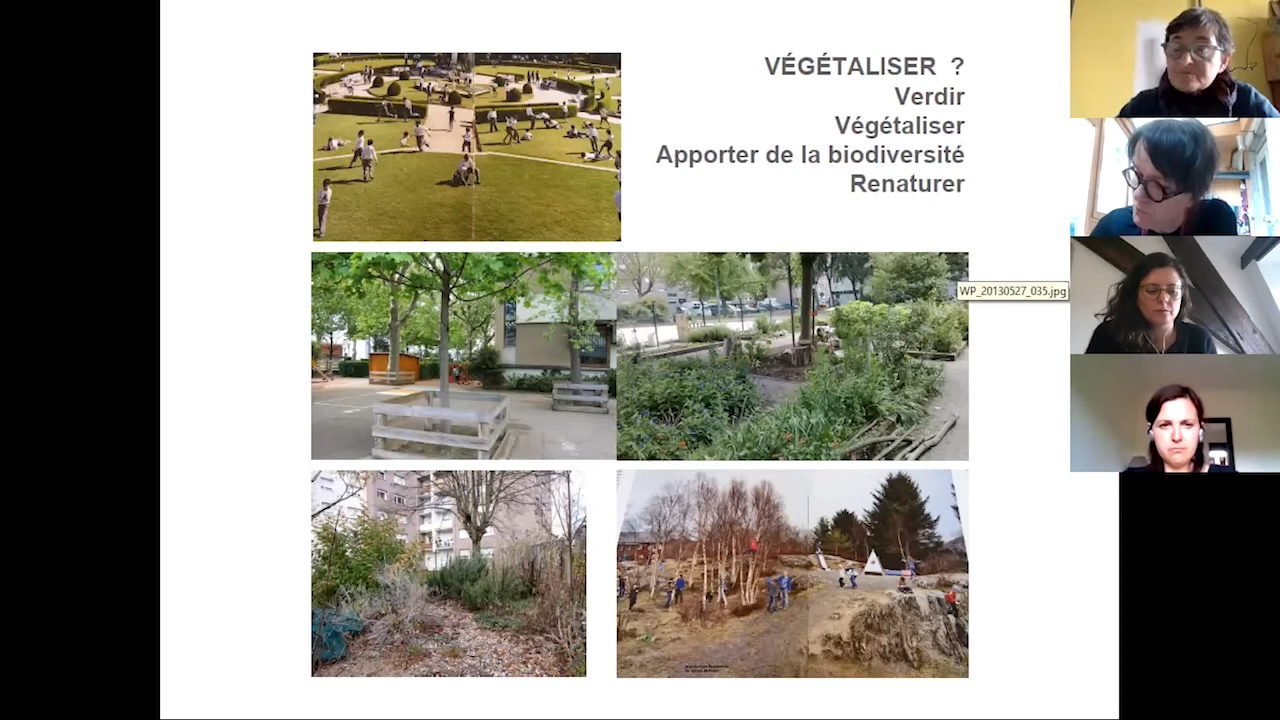 VÉGÉTALISER ?
Verdir
Végétaliser
Apporter de la biodiversité
Renaturer
WP_20130527_035.jpg